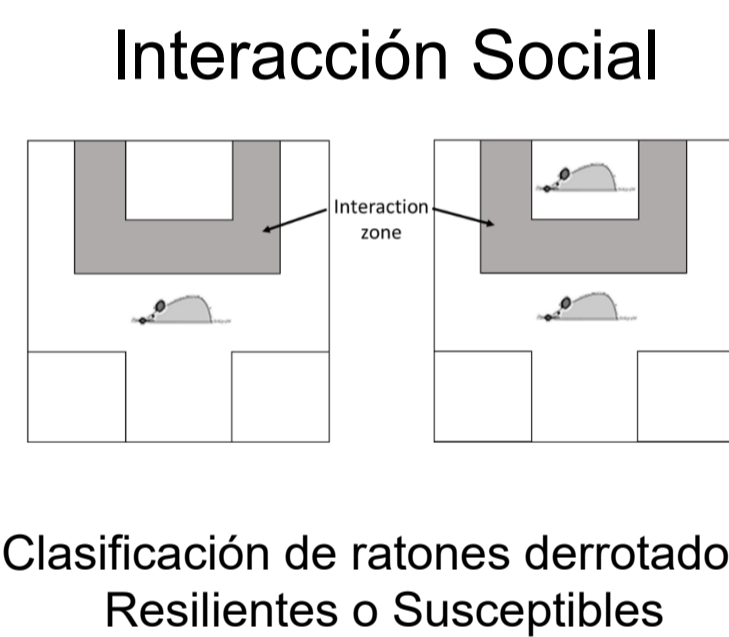 Interacción Social
Interaction
zone
Clasificación de ratones derrotado
Resilientes o Susceptibles